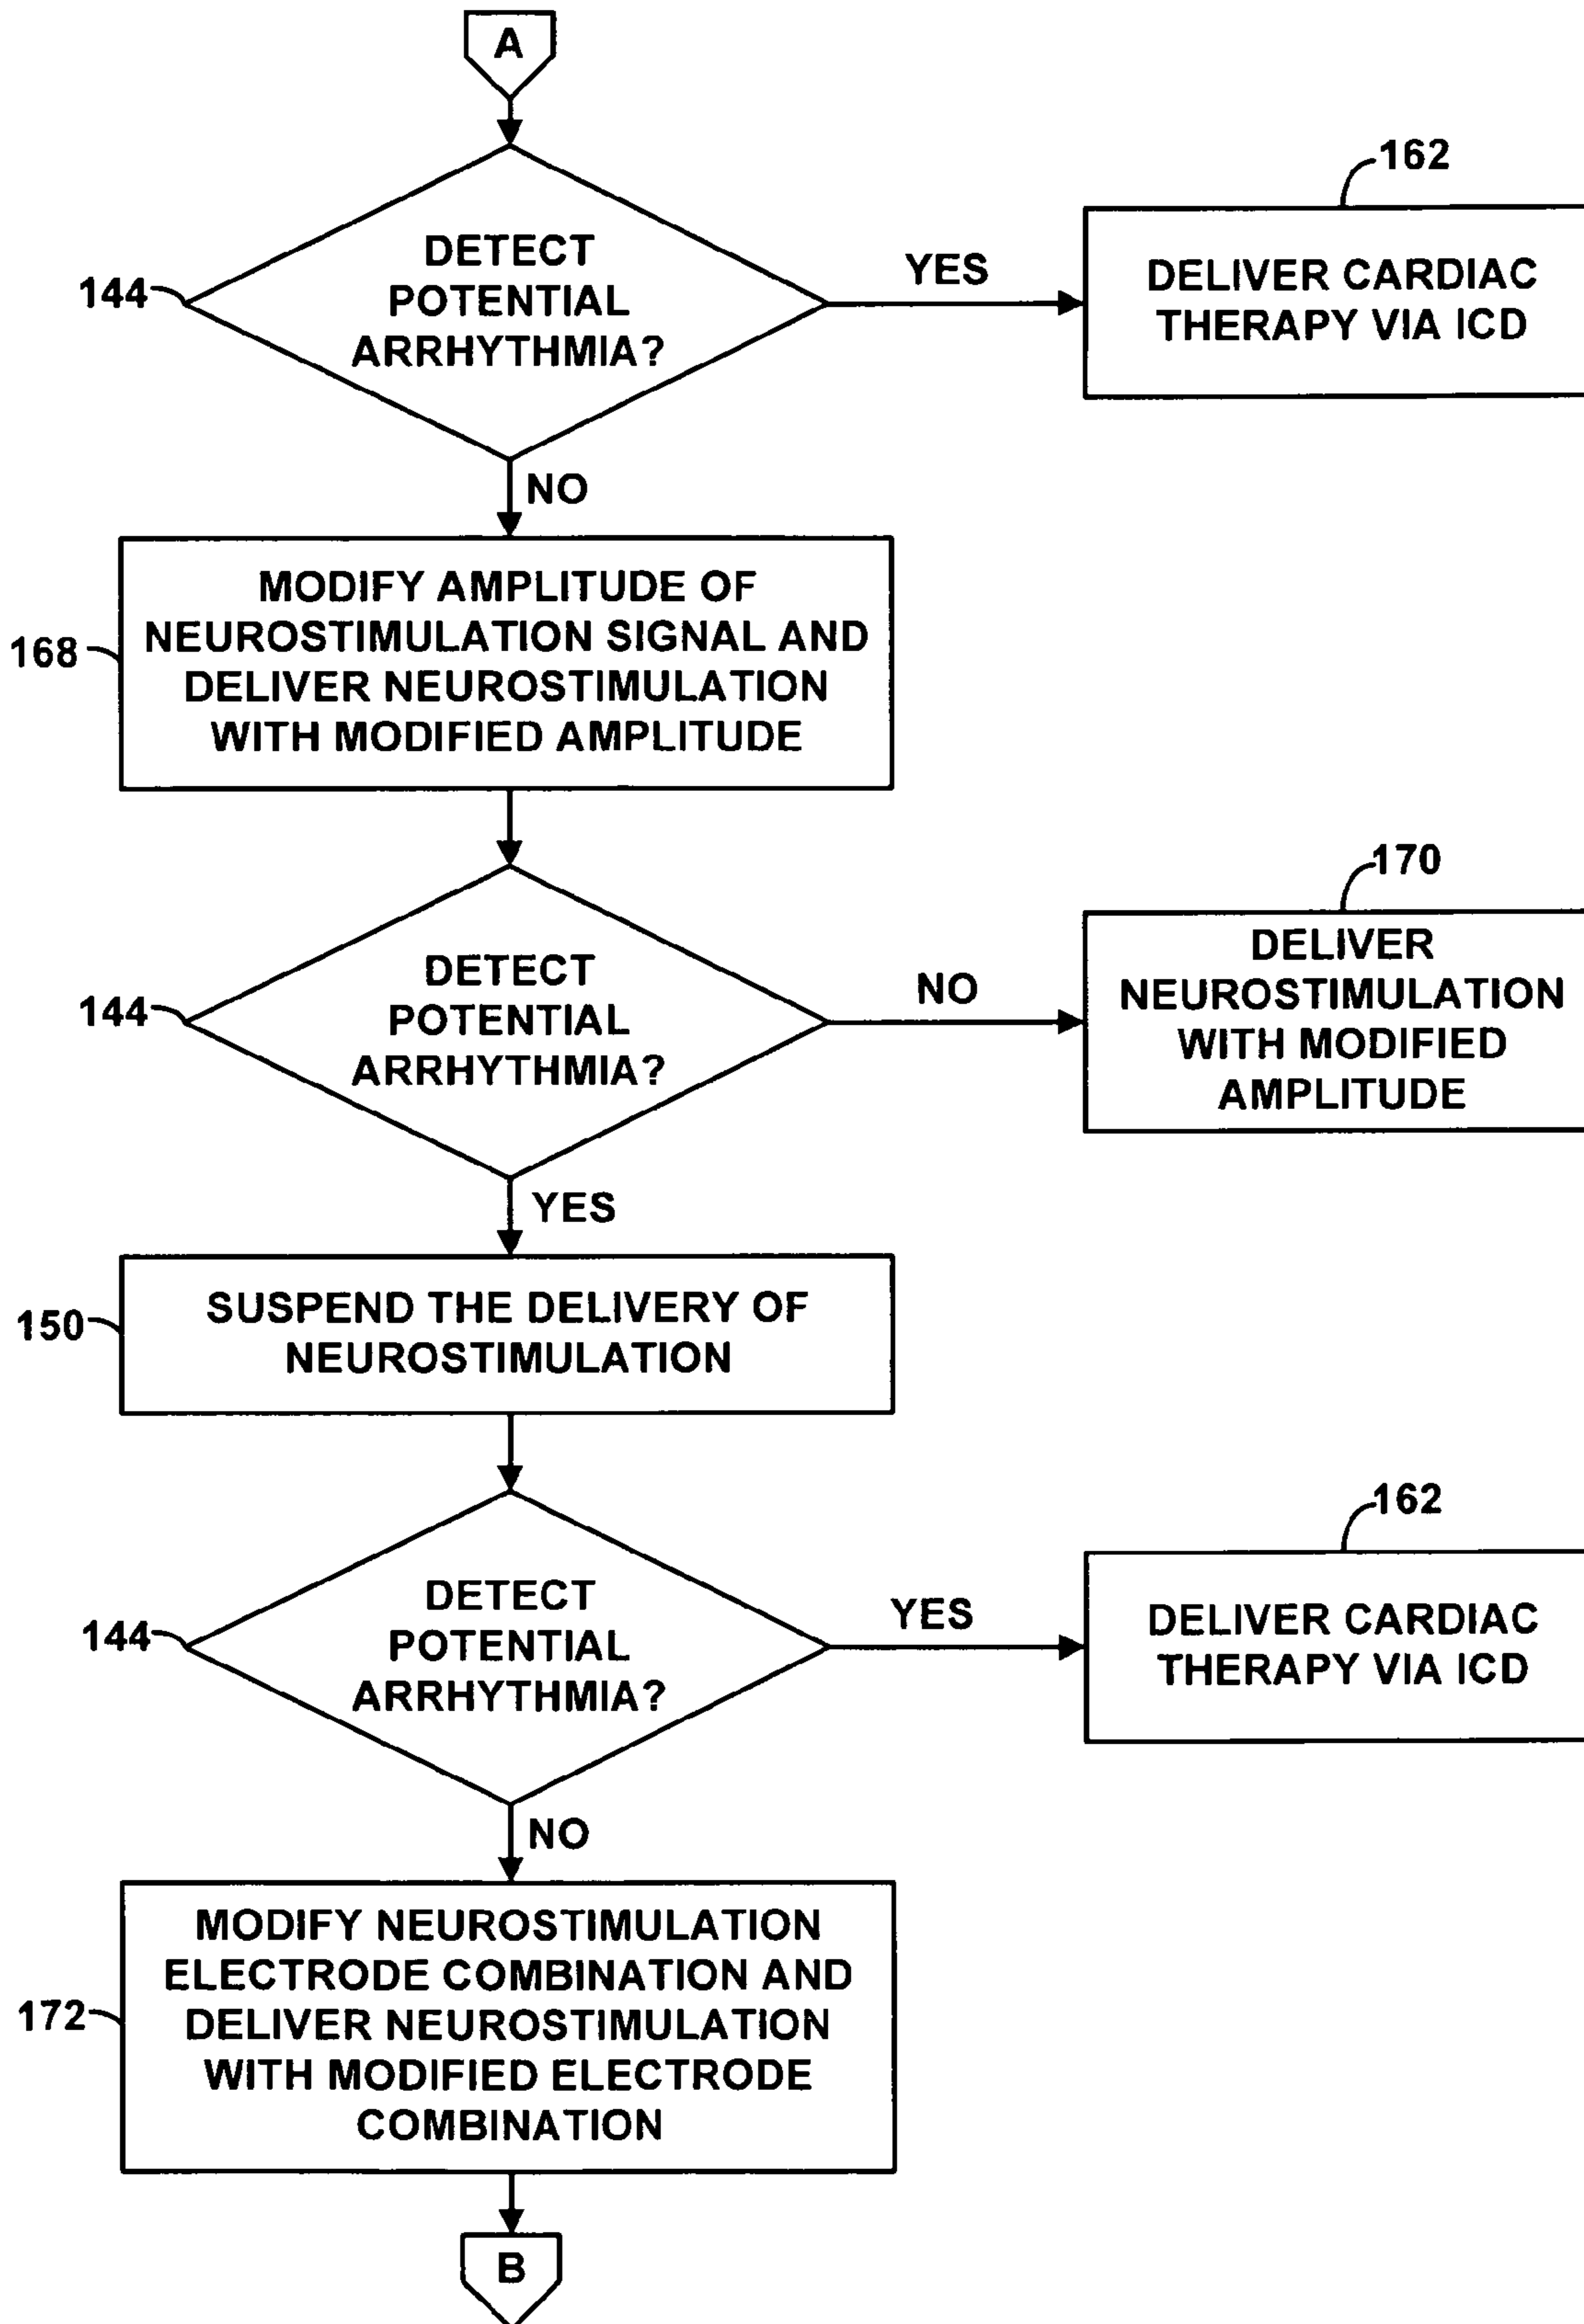 A
162
DETECT
POTENTIAL
ARRHYTHMIA?
144
YES
DELIVER CARDIAC
THERAPY VIA ICD
NO
168
MODIFY AMPLITUDE OF
NEUROSTIMULATION SIGNAL AND
DELIVER NEUROSTIMULATION
WITH MODIFIED AMPLITUDE
170
144
DETECT
POTENTIAL
ARRHYTHMIA?
NO
DELIVER
NEUROSTIMULATION
WITH MODIFIED
AMPLITUDE
YES
150
SUSPEND THE DELIVERY OF
NEUROSTIMULATION
162
144
DETECT
POTENTIAL
ARRHYTHMIA?
YES
DELIVER CARDIAC
THERAPY VIA ICD
NO
172
MODIFY NEUROSTIMULATION
ELECTRODE COMBINATION AND
DELIVER NEUROSTIMULATION
WITH MODIFIED ELECTRODE
COMBINATION
B